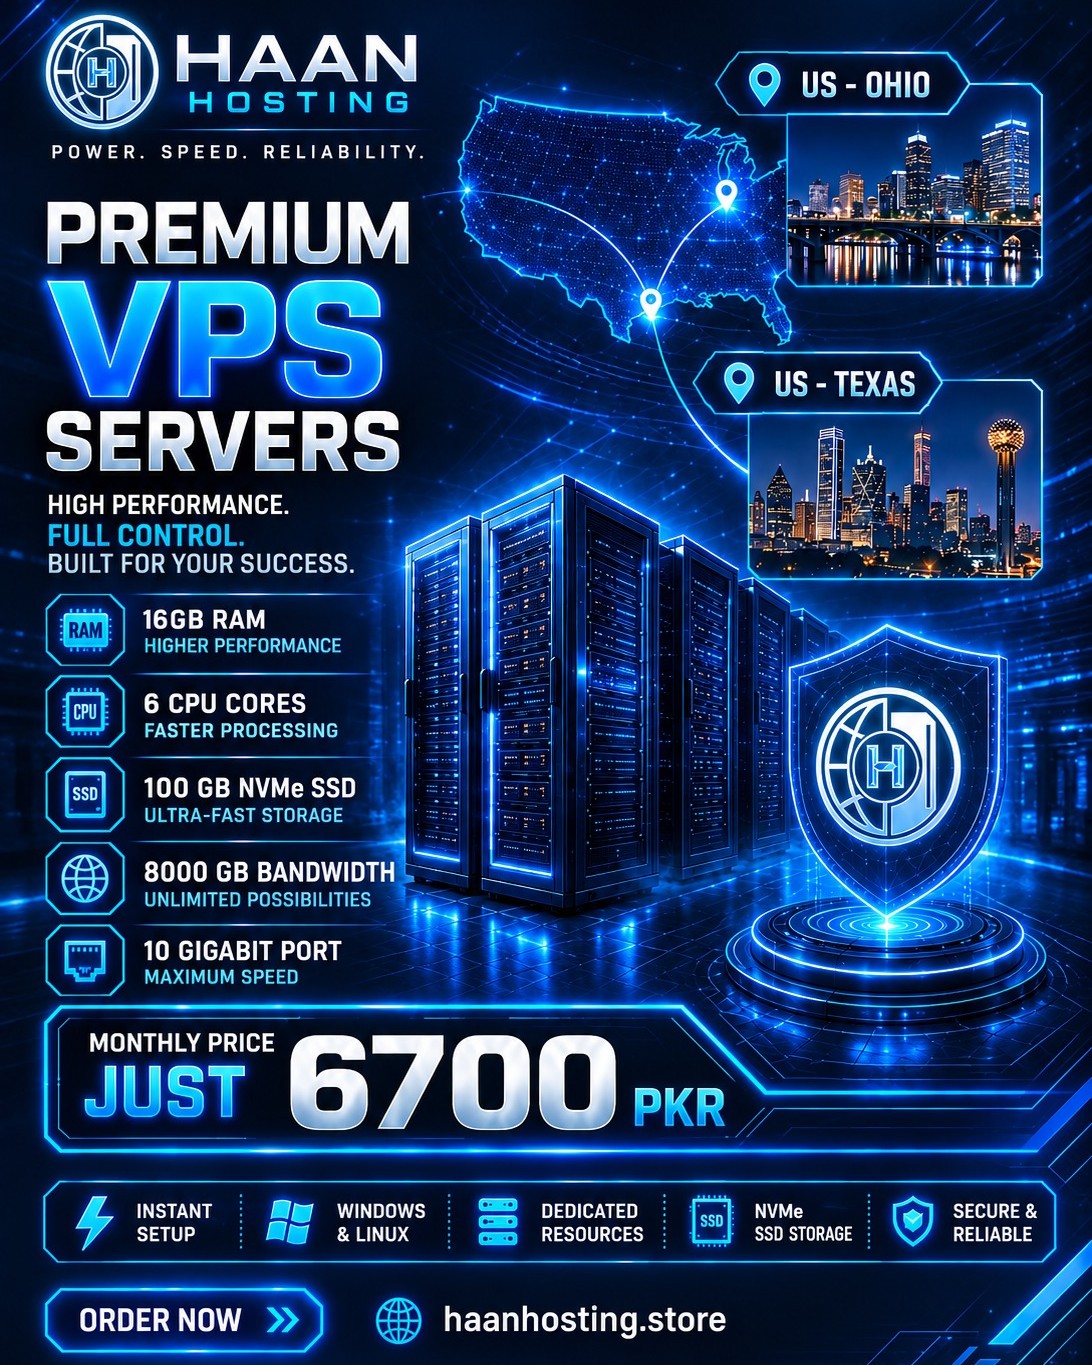 HAAN
HOSTING
POWER. SPEED. RELIABILITY.
US - OHIO
PREMIUM
VPS
SERVERS
US - TEXAS
HIGH PERFORMANCE.
FULL CONTROL.
BUILT FOR YOUR SUCCESS.
RAM
16GB RAM
HIGHER PERFORMANCE
CPU
6 CPU CORES
FASTER PROCESSING
SSD
100 GB NVMe SSD
ULTRA-FAST STORAGE
8000 GB BANDWIDTH
UNLIMITED POSSIBILITIES
10 GIGABIT PORT
MAXIMUM SPEED
H
H
MONTHLY PRICE
JUST 6700 PKR
INSTANT
SETUP
WINDOWS
& LINUX
DEDICATED
RESOURCES
SSD
NVMe
SSD STORAGE
SECURE &
RELIABLE
ORDER NOW
haanhosting.store